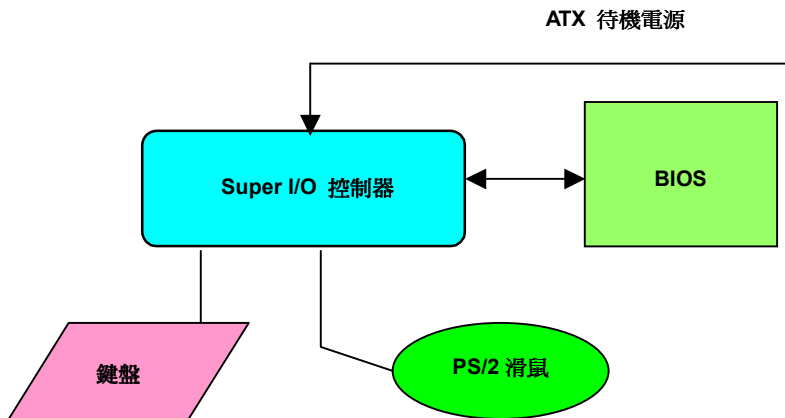 ATX 待機電源
Super I/O 控制器
BIOS
鍵盤
PS/2 滑鼠